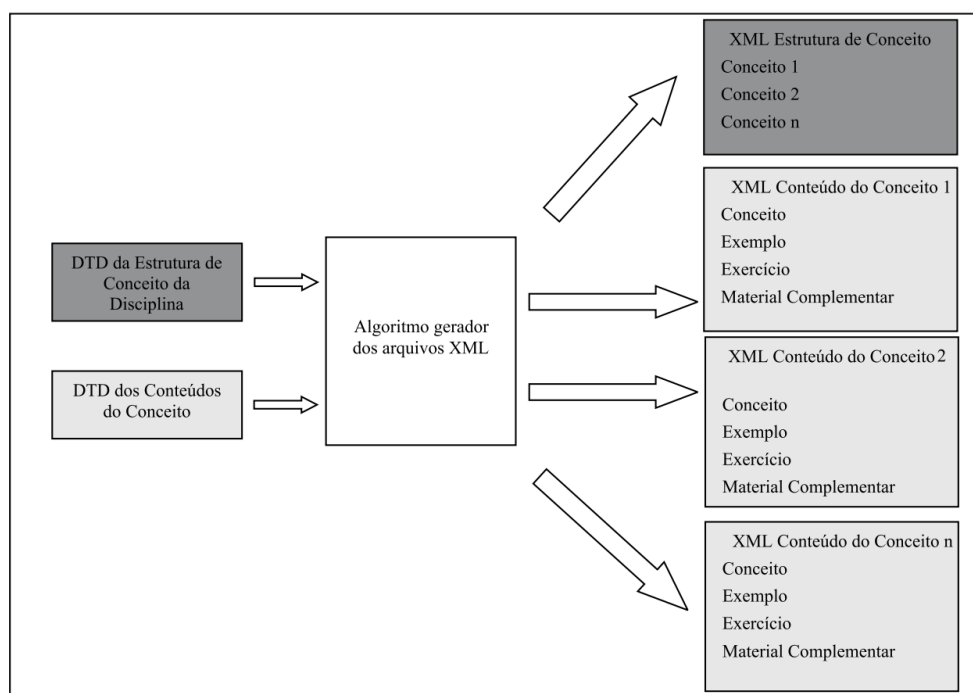 DTD da Estrutura de
Conceito da
Disciplina
DTD dos Conteúdos
do Conceito
Algoritmo gerador
dos arquivos XML
XML Estrutura de Conceito
Conceito 1
Conceito 2
Conceito n
XML Conteúdo do Conceito 1
Conceito
Exemplo
Exercício
Material Complementar
XML Conteúdo do Conceito 2
Conceito
Exemplo
Exercício
Material Complementar
XML Conteúdo do Conceito n
Conceito
Exemplo
Exercício
Material Complementar